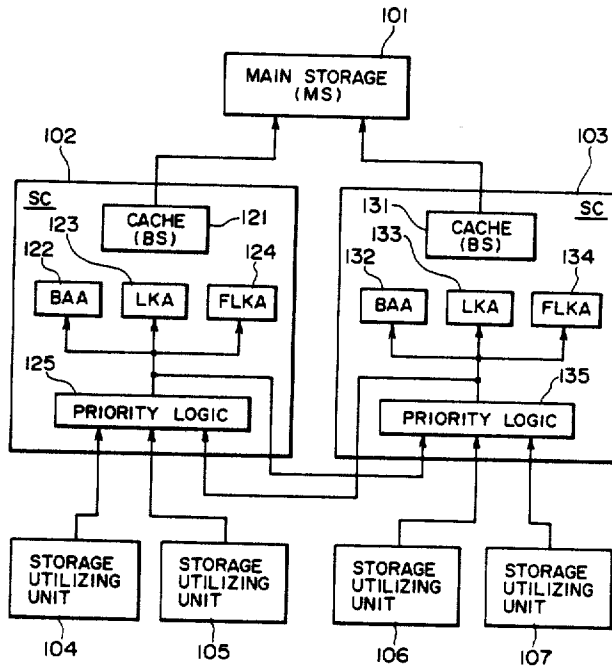 101
MAIN STORAGE
(MS)
102
103
SC
CACHE
(BS)
121
122
123
124
BAA
LKA
FLKA
125
PRIORITY LOGIC
SC
131
CACHE
(BS)
132
133
134
BAA
LKA
FLKA
135
PRIORITY LOGIC
STORAGE
UTILIZING
UNIT
104
STORAGE
UTILIZING
UNIT
105
STORAGE
UTILIZING
UNIT
106
STORAGE
UTILIZING
UNIT
107